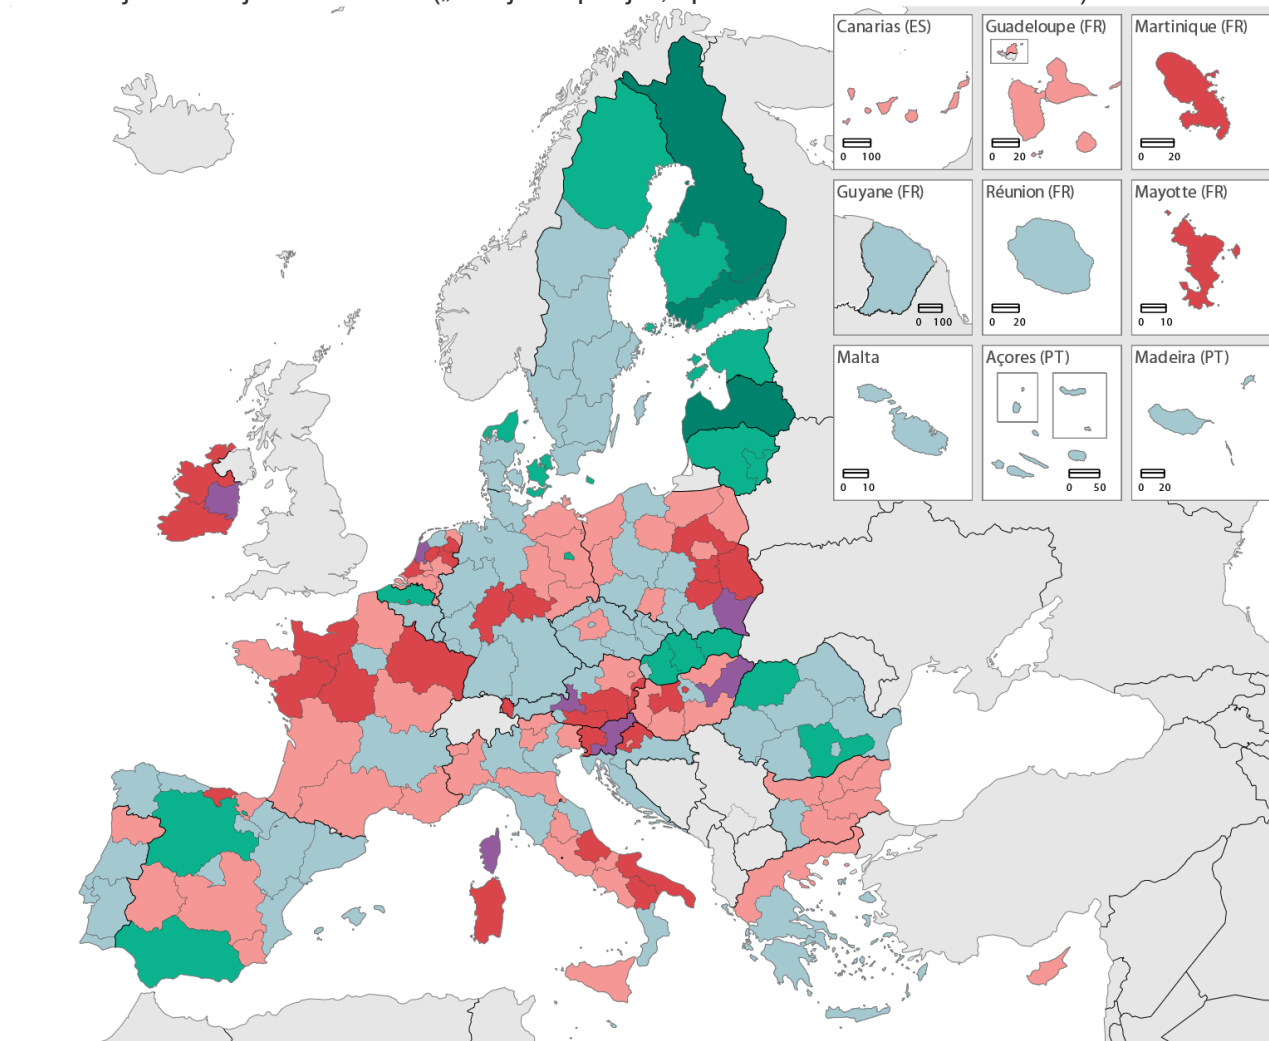 Canarias (ES)
0 100
Guadeloupe (FR)
0 20
Martinique (FR)
0 20
Guyane (FR)
0 100
Réunion (FR)
0 20
Mayotte (FR)
0 10
Malta
0 10
Açores (PT)
0 50
Madeira (PT)
0 20